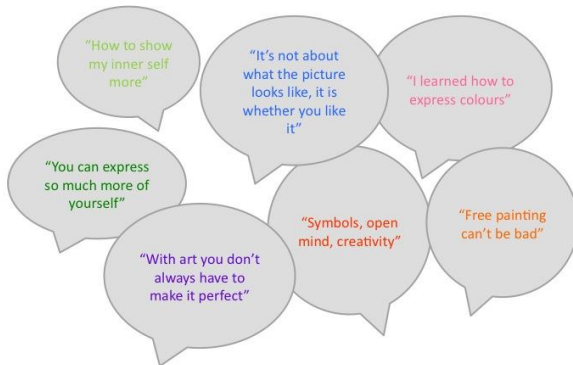 “How to show
my inner self
more”
“It’s not about
what the picture
looks like, it is
whether you like
it”
“I learned how to
express colours”
“You can express
so much more of
yourself”
“Symbols, open
mind, creativity”
“Free painting
can’t be bad”
“With art you don’t
always have to
make it perfect”